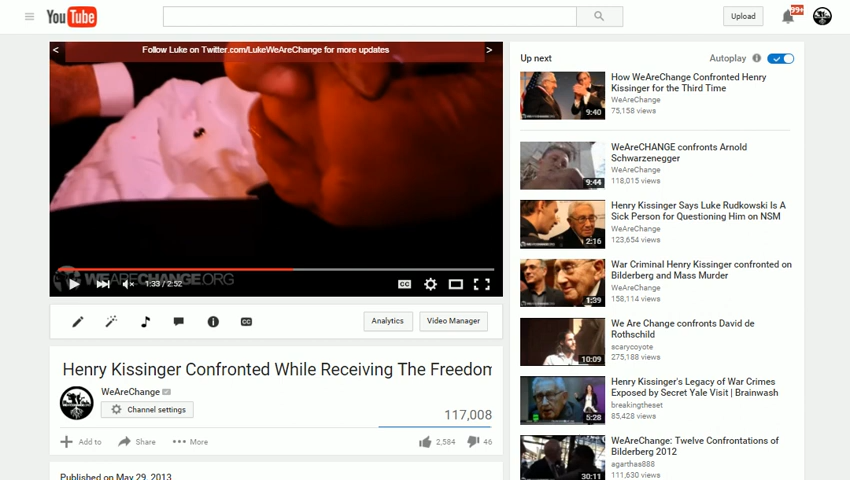 YouTube
Upload
99+
< Follow Luke on Twitter.com/LukeWeAreChange for more updates >
WEARECHANGE.ORG
1:33 / 2:52
CC
CC
Analytics
Video Manager
Henry Kissinger Confronted While Receiving The Freedom
WeAreChange
Channel settings
117,008
Add to
Share
More
2,584
46
Published on May 29, 2013
Up next
Autoplay
How WeAreChange Confronted Henry
Kissinger for the Third Time
WeAreChange
75,158 views
9:40
WeAreCHANGE confronts Arnold
Schwarzenegger
WeAreChange
118,015 views
9:44
Henry Kissinger Says Luke Rudkowski Is A
Sick Person for Questioning Him on NSM
WeAreChange
123,654 views
2:16
War Criminal Henry Kissinger confronted on
Bilderberg and Mass Murder
WeAreChange
158,114 views
1:39
We Are Change confronts David de
Rothschild
scarycoyote
275,188 views
10:09
Henry Kissinger's Legacy of War Crimes
Exposed by Secret Yale Visit | Brainwash
breakingtheset
85,428 views
5:28
WeAreCHANGE: Twelve Confrontations of
Bilderberg 2012
agarthas888
111,630 views
30:11